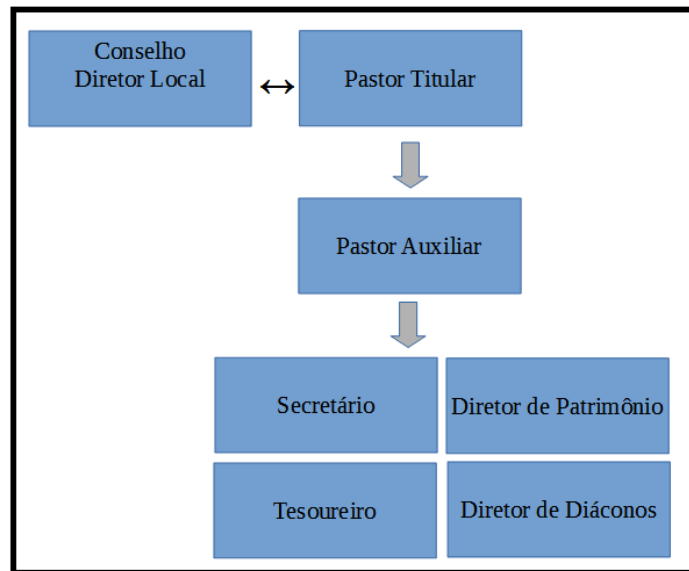 Conselho
Diretor Local
Pastor Titular
Pastor Auxiliar
Secretário
Diretor de Patrimônio
Tesoureiro
Diretor de Diáconos